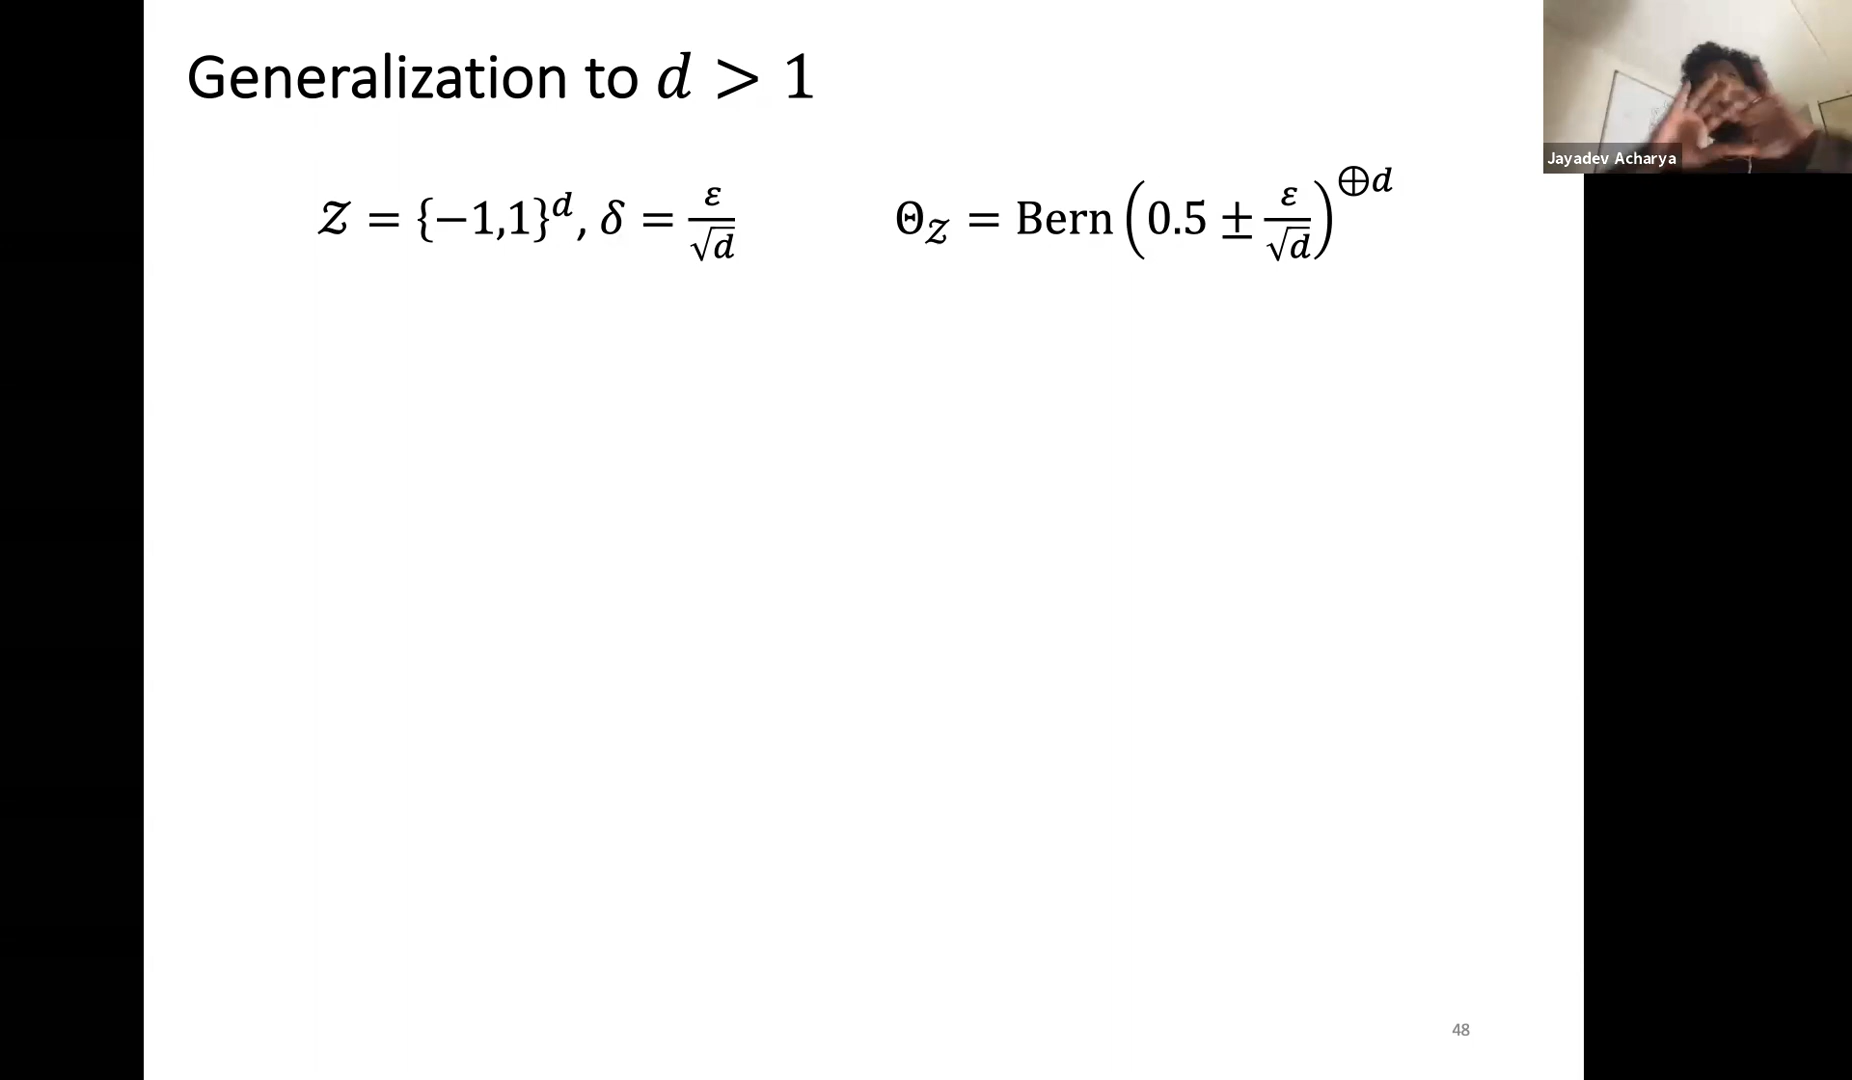 Generalization to 𝑑 > 1
Jayadev Acharya
𝒵 = {−1,1}^𝑑, 𝛿 = 𝜀/√𝑑
Θ_𝒵 = Bern(0.5 ± 𝜀/√𝑑)^⊕𝑑
48